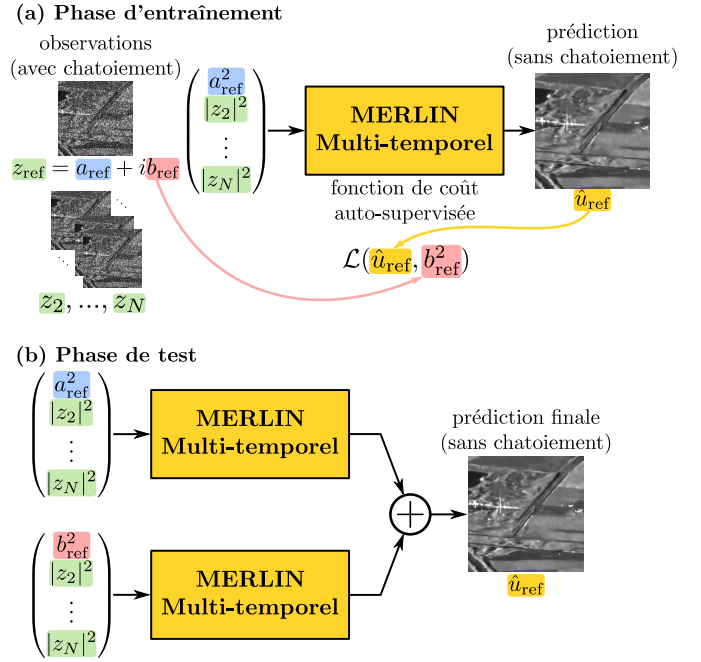 (a) Phase d'entraînement
observations
(avec chatoiement)
z_ref = a_ref + ib_ref
z_2, ..., z_N
a²_ref
|z_2|²
⋮
|z_N|²
MERLIN
Multi-temporel
prédiction
(sans chatoiement)
û_ref
fonction de coût
auto-supervisée
ℒ(û_ref, b²_ref)
(b) Phase de test
a²_ref
|z_2|²
⋮
|z_N|²
MERLIN
Multi-temporel
b²_ref
|z_2|²
⋮
|z_N|²
MERLIN
Multi-temporel
+
prédiction finale
(sans chatoiement)
û_ref